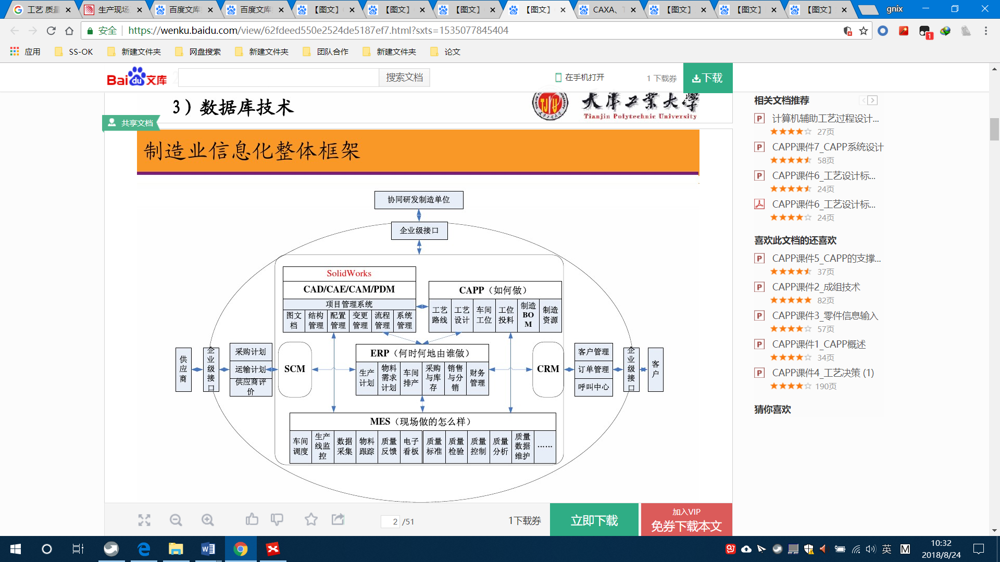 工艺 质量
生产现场
百度文库
百度文库
【图文】
【图文】
【图文】
【图文】
CAXA、
【图文】
【图文】
【图文】
gnix
安全
https://wenku.baidu.com/view/62fdeed550e2524de5187ef7.html?sxts=1535077845404
1
应用
SS-OK
新建文件夹
网盘搜索
新建文件夹
团队合作
新建文件夹
论文
Bai du 文库
搜索文档
在手机打开
1 下载券
下载
3）数据库技术
天津工业大学
Tianjin Polytechnic University
共享文档
制造业信息化整体框架
协同研发制造单位
企业级接口
SolidWorks
CAD/CAE/CAM/PDM
项目管理系统
图文档
结构管理
配置管理
变更管理
流程管理
系统管理
CAPP（如何做）
工艺路线
工艺设计
车间工位
工位投料
制造BOM
制造资源
供应商
企业级接口
采购计划
运输计划
供应商评价
SCM
ERP（何时何地由谁做）
生产计划
物料需求计划
车间排产
采购与库存
销售与分销
财务管理
CRM
客户管理
订单管理
呼叫中心
企业级接口
客户
MES（现场做的怎么样）
车间调度
生产线监控
数据采集
物料跟踪
质量反馈
电子看板
质量标准
质量检验
质量控制
质量分析
质量数据维护
……
相关文档推荐
计算机辅助工艺过程设计...
27页
CAPP课件7_CAPP系统设计
58页
CAPP课件6_工艺设计标...
24页
CAPP课件6_工艺设计标...
24页
喜欢此文档的还喜欢
CAPP课件5_CAPP的支撑...
37页
CAPP课件2_成组技术
82页
CAPP课件3_零件信息输入
57页
CAPP课件1_CAPP概述
34页
CAPP课件4_工艺决策 (1)
190页
猜你喜欢
2 /51
1下载券
立即下载
加入VIP
免券下载本文
英
M
10:32
2018/8/24